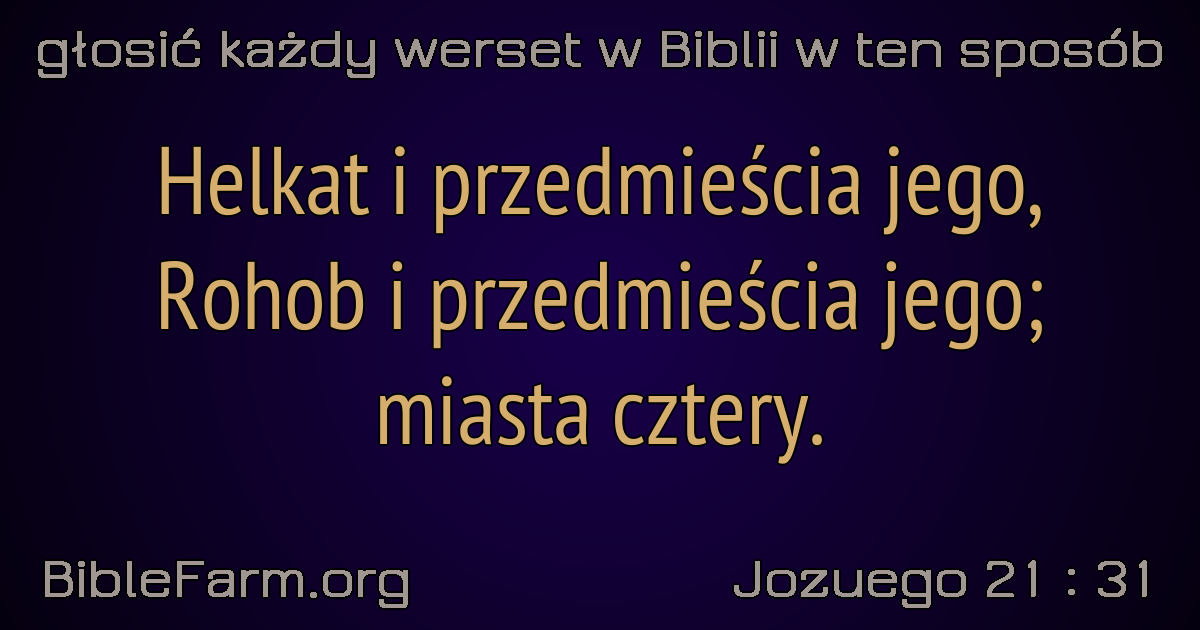 głosić każdy werset w Biblii w ten sposób
Helkat i przedmieścia jego,
Rohob i przedmieścia jego;
miasta cztery.
BibleFarm.org
Jozuego 21 : 31